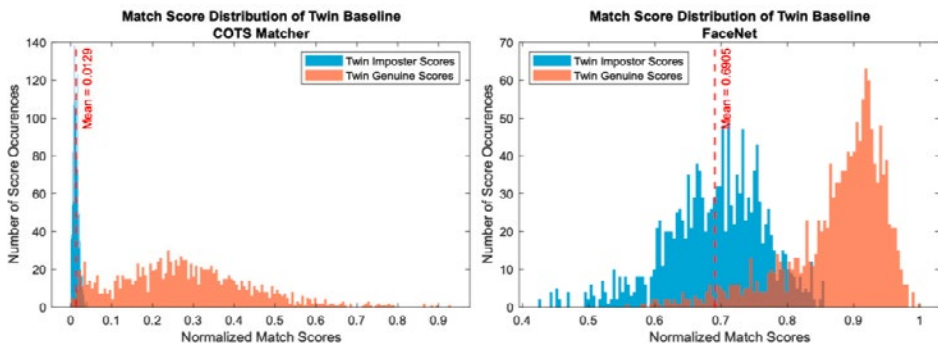 Match Score Distribution of Twin Baseline
COTS Matcher
140
120
100
80
60
40
20
0
Number of Score Occurences
Mean = 0.0129
Twin Imposter Scores
Twin Genuine Scores
0 0.1 0.2 0.3 0.4 0.5 0.6 0.7 0.8 0.9
Normalized Match Scores
Match Score Distribution of Twin Baseline
FaceNet
70
60
50
40
30
20
10
0
Number of Score Occurences
Mean = 0.6905
Twin Impostor Scores
Twin Genuine Scores
0.4 0.5 0.6 0.7 0.8 0.9 1
Normalized Match Scores